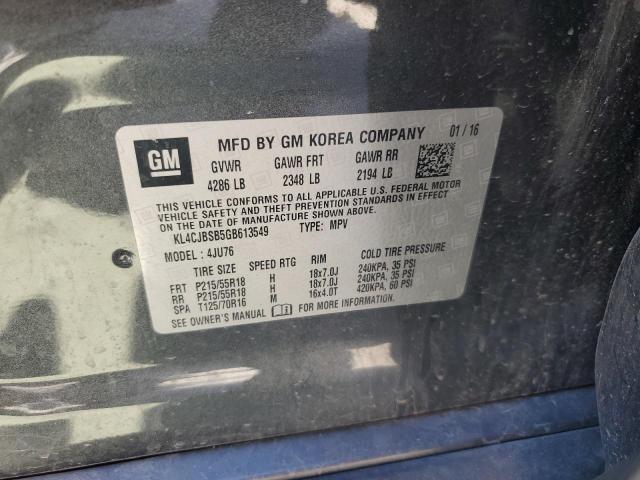 GM
MFD BY GM KOREA COMPANY 01 / 16
GVWR GAWR FRT GAWR RR
4286 LB 2348 LB 2194 LB
THIS VEHICLE CONFORMS TO ALL APPLICABLE U.S. FEDERAL MOTOR
VEHICLE SAFETY AND THEFT PREVENTION STANDARDS IN EFFECT
ON THE DATE OF MANUFACTURE SHOWN ABOVE.
KL4CJBSB5GB613549 TYPE: MPV
MODEL : 4JU76
TIRE SIZE SPEED RTG RIM COLD TIRE PRESSURE
FRT P215/55R18 H 18x7.0J 240KPA, 35 PSI
RR P215/55R18 H 18x7.0J 240KPA, 35 PSI
SPA T125/70R16 M 16x4.0T 420KPA, 60 PSI
SEE OWNER'S MANUAL FOR MORE INFORMATION